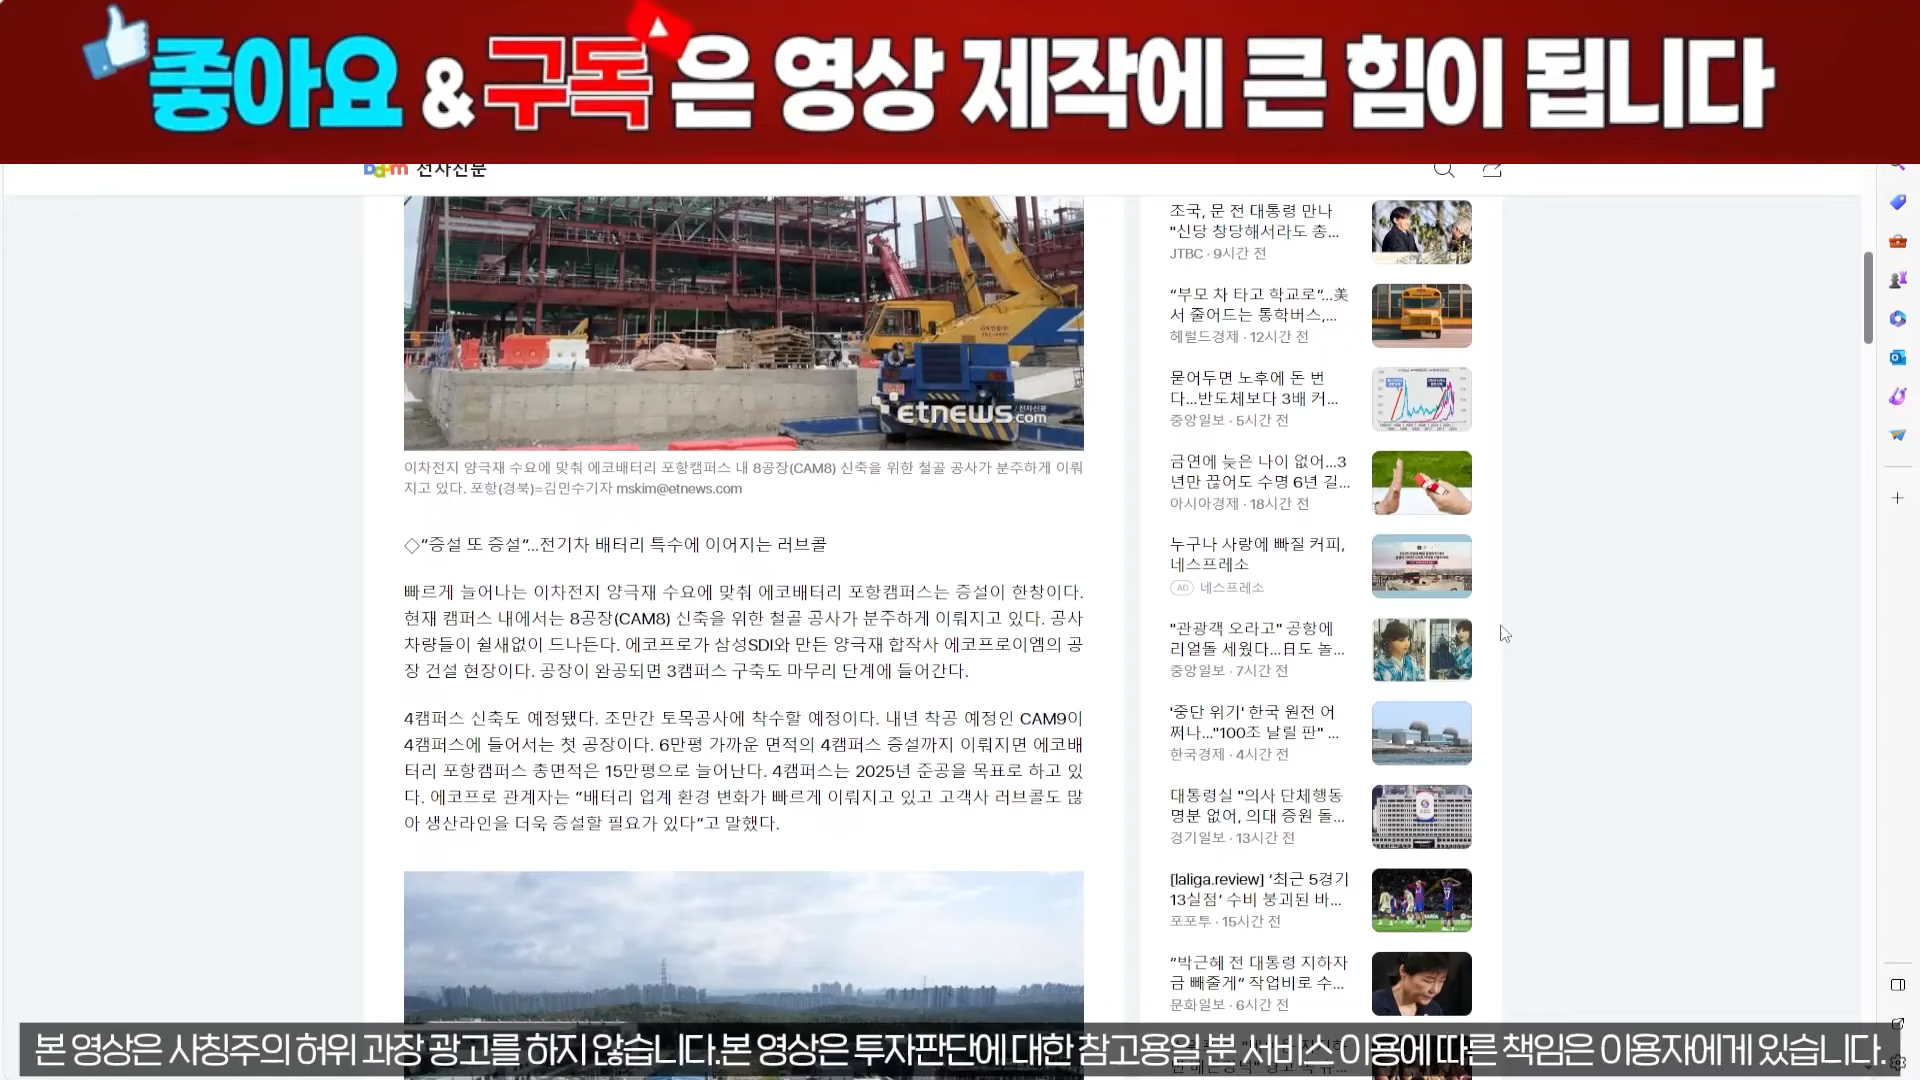 좋아요 & 구독 은 영상 제작에 큰 힘이 됩니다
Daum 전자신문
etnews.com 전자신문
이차전지 양극재 수요에 맞춰 에코배터리 포항캠퍼스 내 8공장(CAM8) 신축을 위한 철골 공사가 분주하게 이뤄
지고 있다. 포항(경북)=김민수기자 mskim@etnews.com
◇”증설 또 증설”…전기차 배터리 특수에 이어지는 러브콜
빠르게 늘어나는 이차전지 양극재 수요에 맞춰 에코배터리 포항캠퍼스는 증설이 한창이다.
현재 캠퍼스 내에서는 8공장(CAM8) 신축을 위한 철골 공사가 분주하게 이뤄지고 있다. 공사
차량들이 쉴새없이 드나든다. 에코프로가 삼성SDI와 만든 양극재 합작사 에코프로이엠의 공
장 건설 현장이다. 공장이 완공되면 3캠퍼스 구축도 마무리 단계에 들어간다.
4캠퍼스 신축도 예정됐다. 조만간 토목공사에 착수할 예정이다. 내년 착공 예정인 CAM9이
4캠퍼스에 들어서는 첫 공장이다. 6만평 가까운 면적의 4캠퍼스 증설까지 이뤄지면 에코배
터리 포항캠퍼스 총면적은 15만평으로 늘어난다. 4캠퍼스는 2025년 준공을 목표로 하고 있
다. 에코프로 관계자는 “배터리 업계 환경 변화가 빠르게 이뤄지고 있고 고객사 러브콜도 많
아 생산라인을 더욱 증설할 필요가 있다”고 말했다.
조국, 문 전 대통령 만나
"신당 창당해서라도 총...
JTBC · 9시간 전
“부모 차 타고 학교로”…美
서 줄어드는 통학버스,...
헤럴드경제 · 12시간 전
묻어두면 노후에 돈 번
다…반도체보다 3배 커...
중앙일보 · 5시간 전
금연에 늦은 나이 없어…3
년만 끊어도 수명 6년 길...
아시아경제 · 18시간 전
누구나 사랑에 빠질 커피,
네스프레소
AD 네스프레소
"관광객 오라고" 공항에
리얼돌 세웠다…日도 놀...
중앙일보 · 7시간 전
'중단 위기' 한국 원전 어
쩌나…"100조 날릴 판" ...
한국경제 · 4시간 전
대통령실 "의사 단체행동
명분 없어, 의대 증원 돌...
경기일보 · 13시간 전
[laliga.review] ‘최근 5경기
13실점’ 수비 붕괴된 바...
포포투 · 15시간 전
“박근혜 전 대통령 지하자
금 빼줄게” 작업비로 수...
문화일보 · 6시간 전
본 영상은 사칭주의 허위 과장 광고를 하지 않습니다.본 영상은 투자판단에 대한 참고용일 뿐 서비스 이용에 따른 책임은 이용자에게 있습니다.